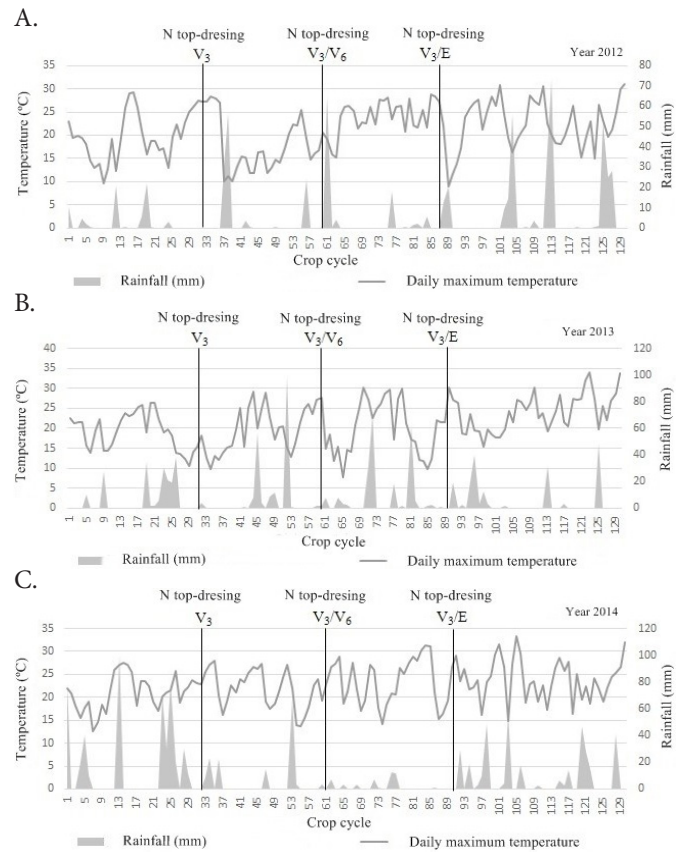 A.
N top-dresing N top-dresing N top-dresing
V3 V3/V6 V3/E Year 2012
35 30 25 20 15 10 5 0
Temperature (ºC)
80 70 60 50 40 30 20 10 0
Rainfall (mm)
1 5 9 13 17 21 25 29 33 37 41 45 49 53 57 61 65 69 73 77 81 85 89 93 97 101 105 109 113 117 121 125 129
Crop cycle
Rainfall (mm) Daily maximum temperature
B.
N top-dresing N top-dresing N top-dresing
V3 V3/V6 V3/E Year 2013
40 35 30 25 20 15 10 5 0
Temperature (ºC)
120 100 80 60 40 20 0
Rainfall (mm)
1 5 9 13 17 21 25 29 33 37 41 45 49 53 57 61 65 69 73 77 81 85 89 93 97 101 105 109 113 117 121 125 129
Crop cycle
Rainfall (mm) Daily maximum temperature
C.
N top-dresing N top-dresing N top-dresing
V3 V3/V6 V3/E Year 2014
35 30 25 20 15 10 5 0
Temperature (ºC)
120 100 80 60 40 20 0
Rainfall (mm)
1 5 9 13 17 21 25 29 33 37 41 45 49 53 57 61 65 69 73 77 81 85 89 93 97 101 105 109 113 117 121 125 129
Crop cycle
Rainfall (mm) Daily maximum temperature